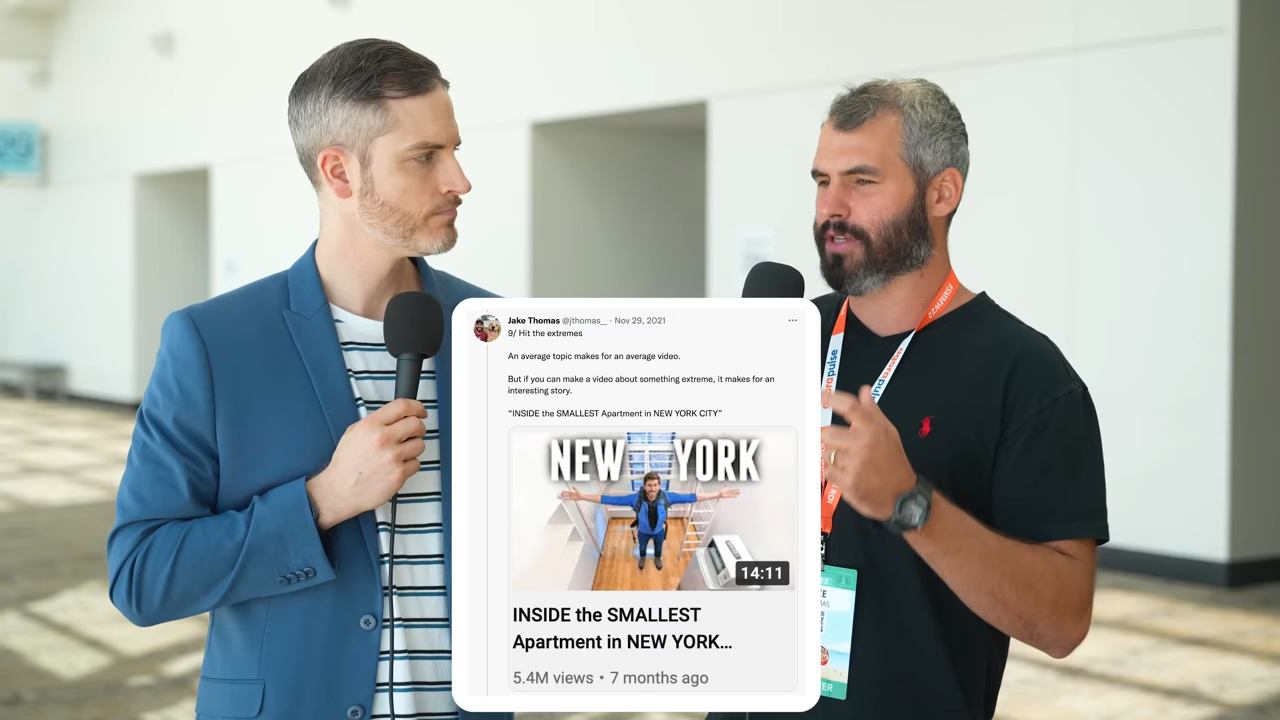 Jake Thomas @jthomas__ · Nov 29, 2021
9/ Hit the extremes
An average topic makes for an average video.
But if you can make a video about something extreme, it makes for an
interesting story.
“INSIDE the SMALLEST Apartment in NEW YORK CITY”
NEW YORK
14:11
INSIDE the SMALLEST
Apartment in NEW YORK...
5.4M views • 7 months ago
#SMMW22